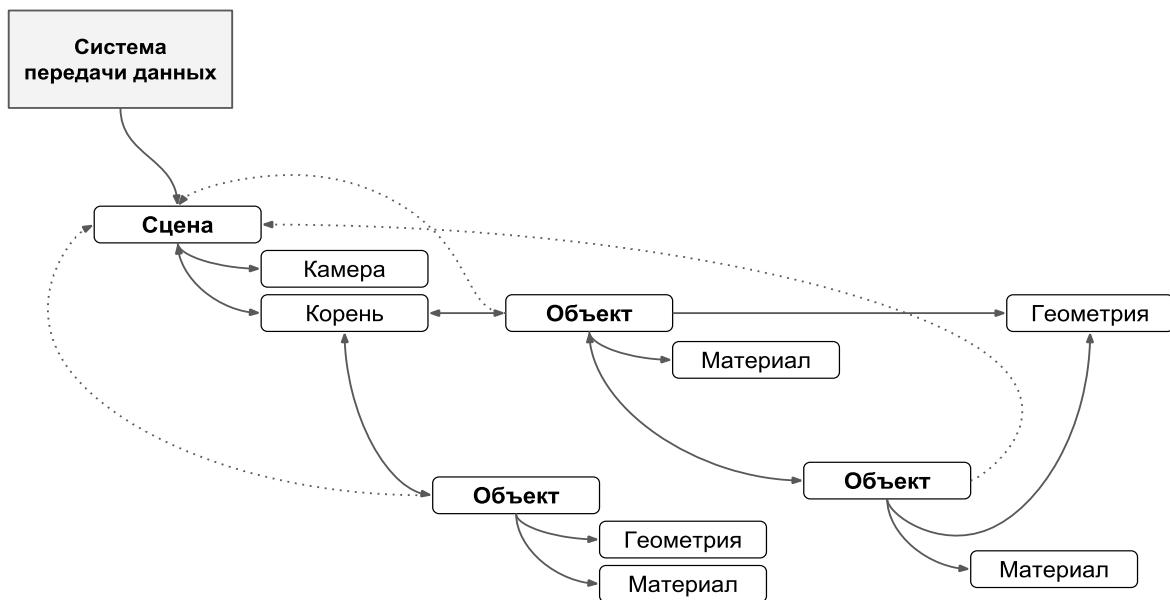 Система
передачи данных
Сцена
Камера
Корень
Объект
Геометрия
Материал
Объект
Объект
Геометрия
Материал
Материал